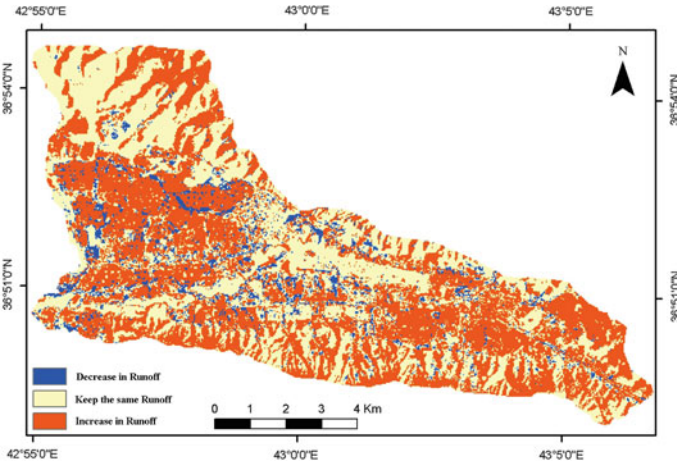 42°55'0"E 43°0'0"E 43°5'0"E
N
36°54'0"N 36°54'0"N
36°51'0"N 36°51'0"N
Decrease in Runoff
Keep the same Runoff
Increase in Runoff
0 1 2 3 4 Km
42°55'0"E 43°0'0"E 43°5'0"E